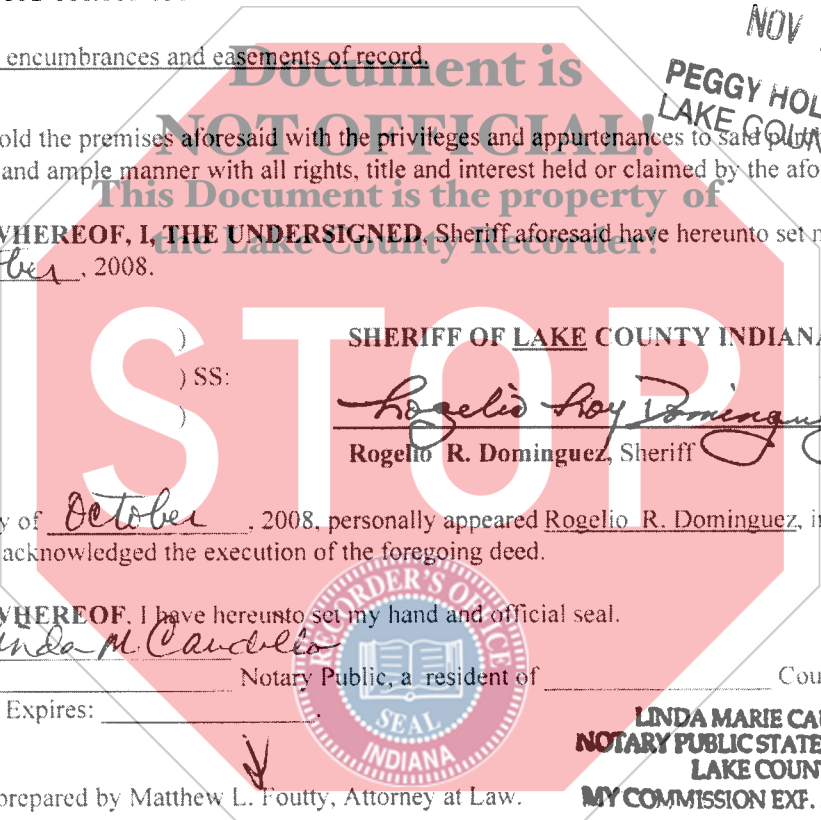 encumbrances and easements of record.
NOV
PEGGY HOL
LAKE COUN
Document is
NOT OFFICIAL!
This Document is the property of
the Lake County Recorder!
STOP
old the premises aforesaid with the privileges and appurtenances to said
and ample manner with all rights, title and interest held or claimed by the afo
WHEREOF, I, THE UNDERSIGNED, Sheriff aforesaid have hereunto set m
ber, 2008.
) SHERIFF OF LAKE COUNTY INDIANA
) SS:
)
Rogelio Roy Dominguez
Rogelio R. Dominguez, Sheriff
y of October, 2008, personally appeared Rogelio R. Dominguez, in
acknowledged the execution of the foregoing deed.
WHEREOF, I have hereunto set my hand and official seal.
inda M. Caudillo
Notary Public, a resident of Cou
Expires:
RECORDER'S OFFICE
SEAL
INDIANA
LINDA MARIE CA
NOTARY PUBLIC STATE
LAKE COUNT
MY COMMISSION EXP.
prepared by Matthew L. Foutty, Attorney at Law.